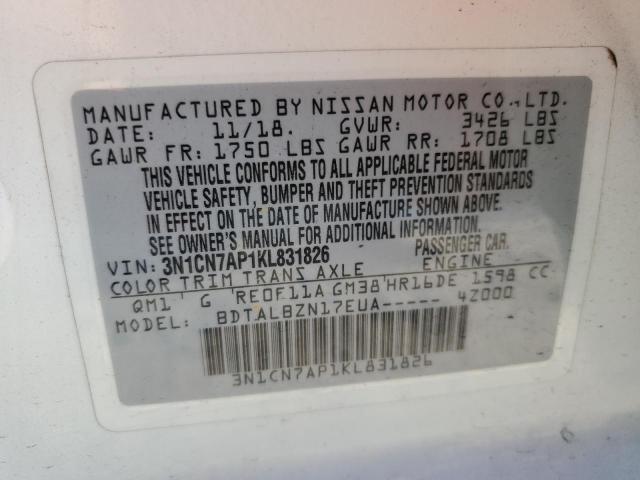 MANUFACTURED BY NISSAN MOTOR CO., LTD.
DATE: 11/18. GVWR: 3426 LBS
GAWR FR: 1750 LBS GAWR RR: 1708 LBS
THIS VEHICLE CONFORMS TO ALL APPLICABLE FEDERAL MOTOR
VEHICLE SAFETY, BUMPER AND THEFT PREVENTION STANDARDS
IN EFFECT ON THE DATE OF MANUFACTURE SHOWN ABOVE.
SEE OWNER'S MANUAL FOR ADDITIONAL INFORMATION.
VIN: 3N1CN7AP1KL831826 PASSENGER CAR.
COLOR TRIM TRANS AXLE ENGINE
QM1 G RE0F11A GM38 HR16DE 1598 CC
MODEL: BDTALBZN17EUA----- 4Z000
3N1CN7AP1KL831826